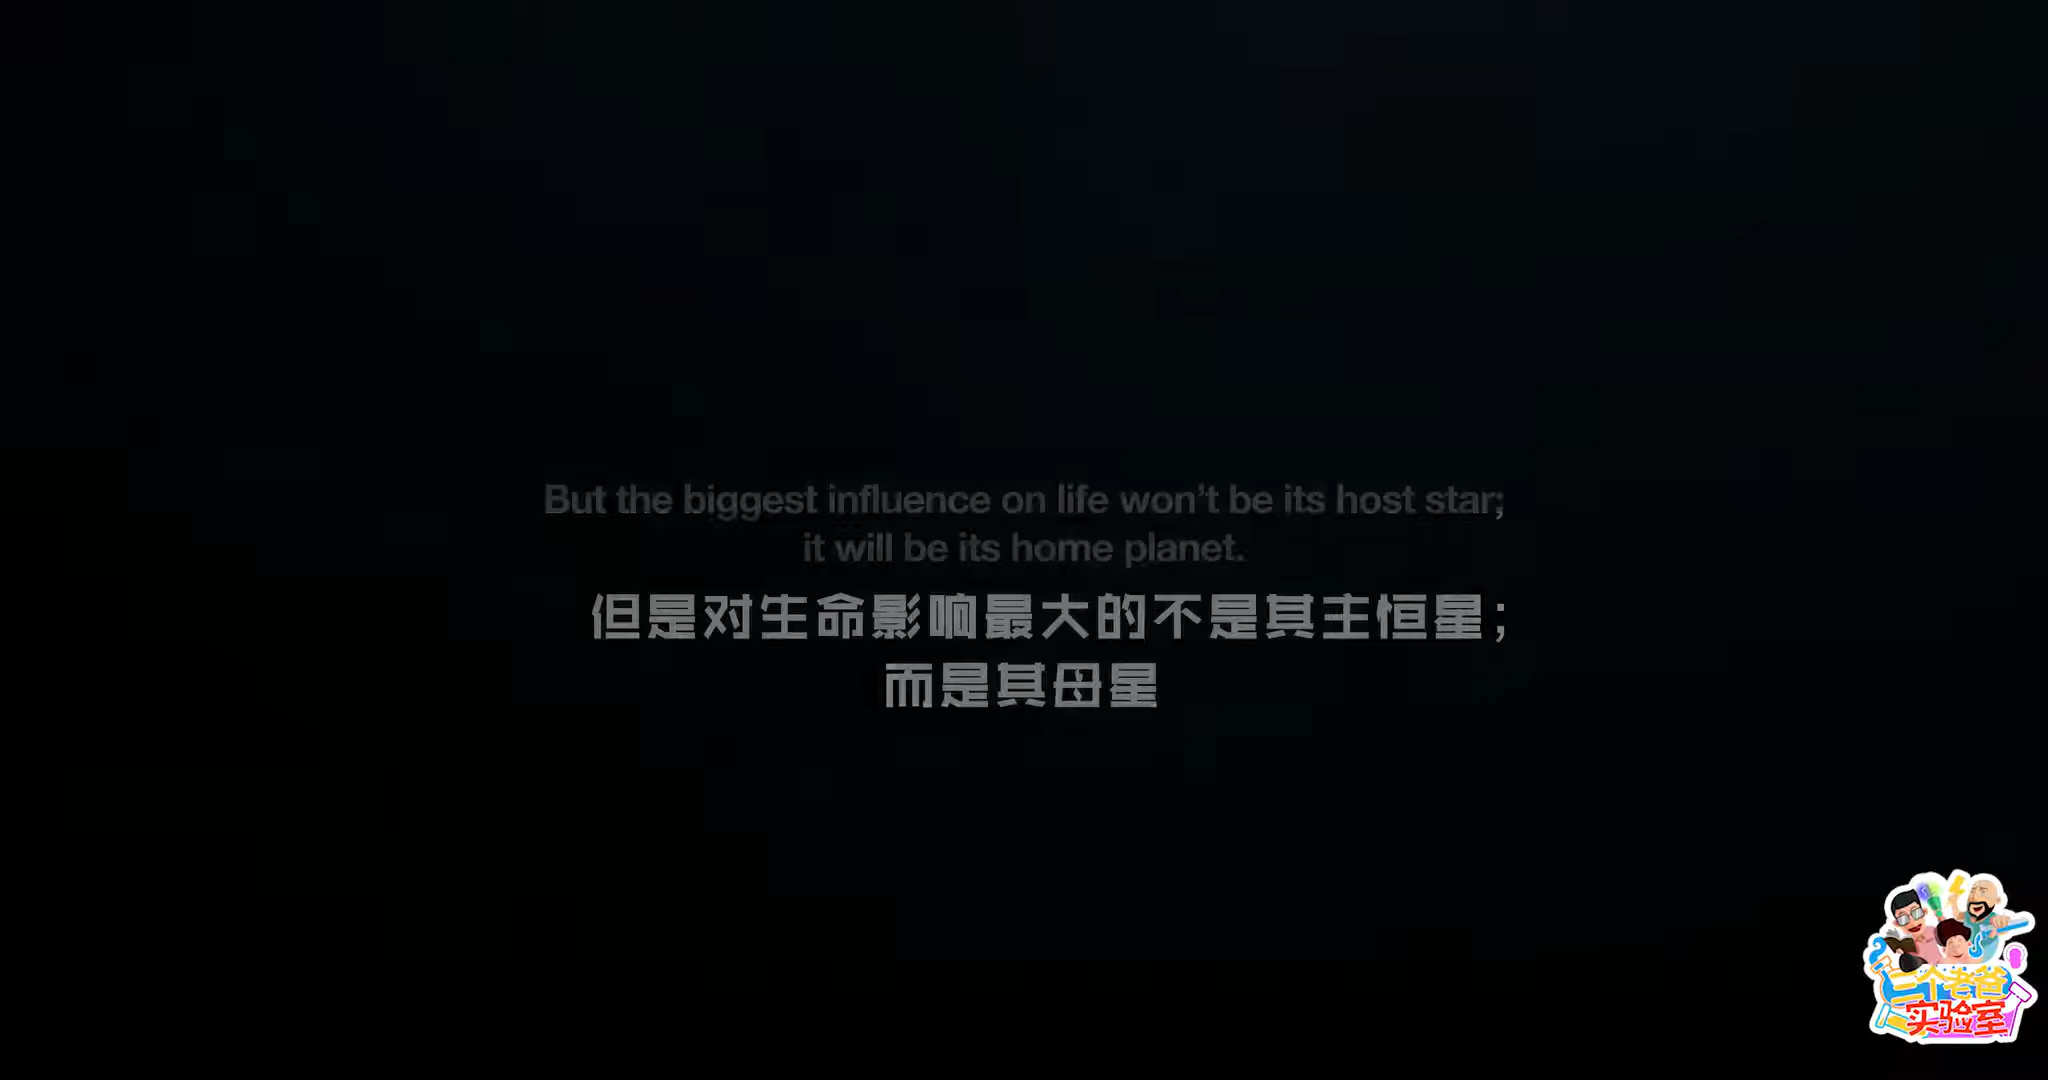 But the biggest influence on life won’t be its host star;
it will be its home planet.
但是对生命影响最大的不是其主恒星；
而是其母星
二个老爸
实验室